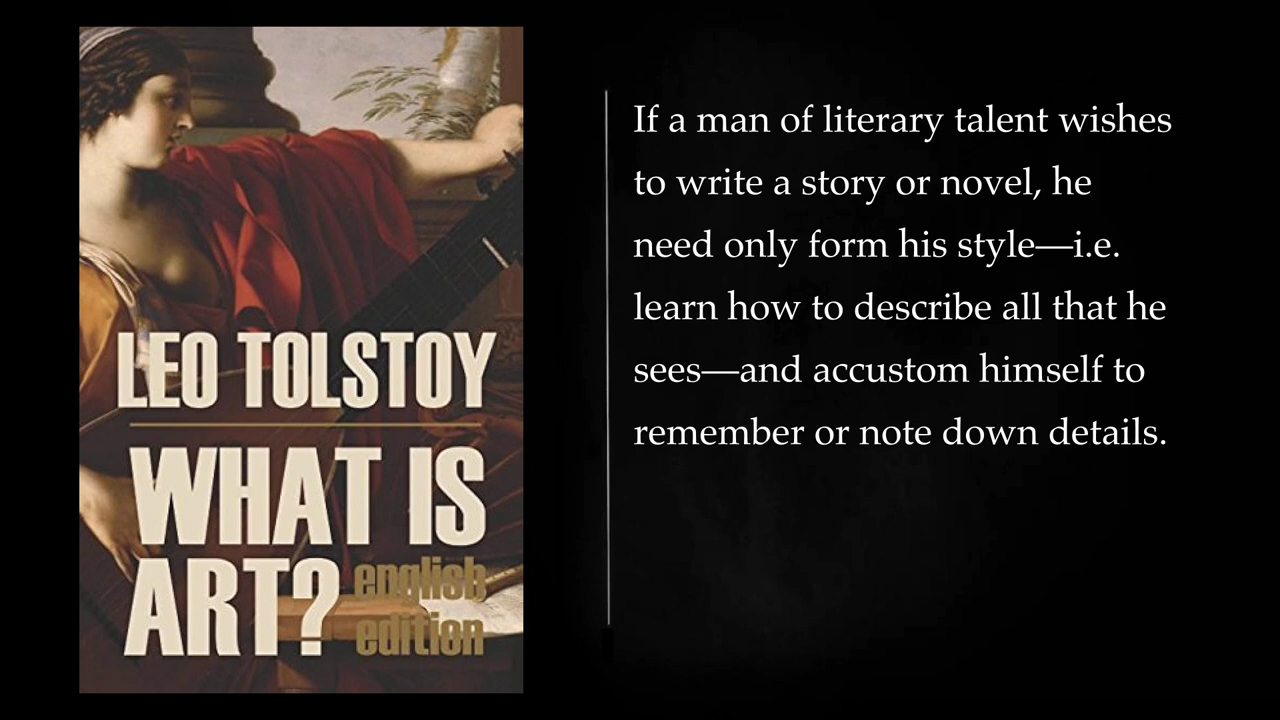 LEO TOLSTOY
WHAT IS
ART?
english
edition
If a man of literary talent wishes
to write a story or novel, he
need only form his style—i.e.
learn how to describe all that he
sees—and accustom himself to
remember or note down details.